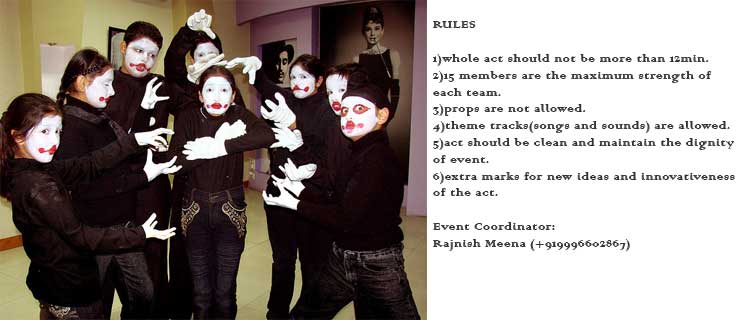 RULES
1)whole act should not be more than 12min.
2)15 members are the maximum strength of
each team.
3)props are not allowed.
4)theme tracks(songs and sounds) are allowed.
5)act should be clean and maintain the dignity
of event.
6)extra marks for new ideas and innovativeness
of the act.
Event Coordinator:
Rajnish Meena (+919996602867)